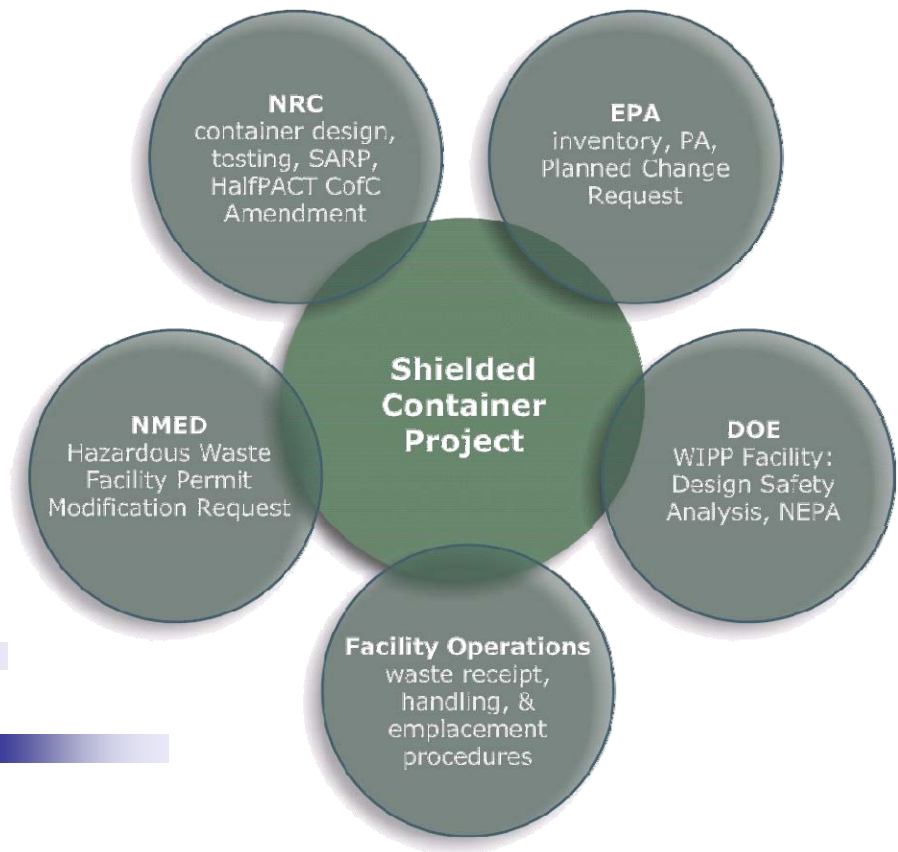 NRC
container design,
testing, SARP,
HalfPACT CofC
Amendment
EPA
inventory, PA,
Planned Change
Request
Shielded
Container
Project
NMED
Hazardous Waste
Facility Permit
Modification Request
DOE
WIPP Facility:
Design Safety
Analysis, NEPA
Facility Operations
waste receipt,
handling, &
emplacement
procedures